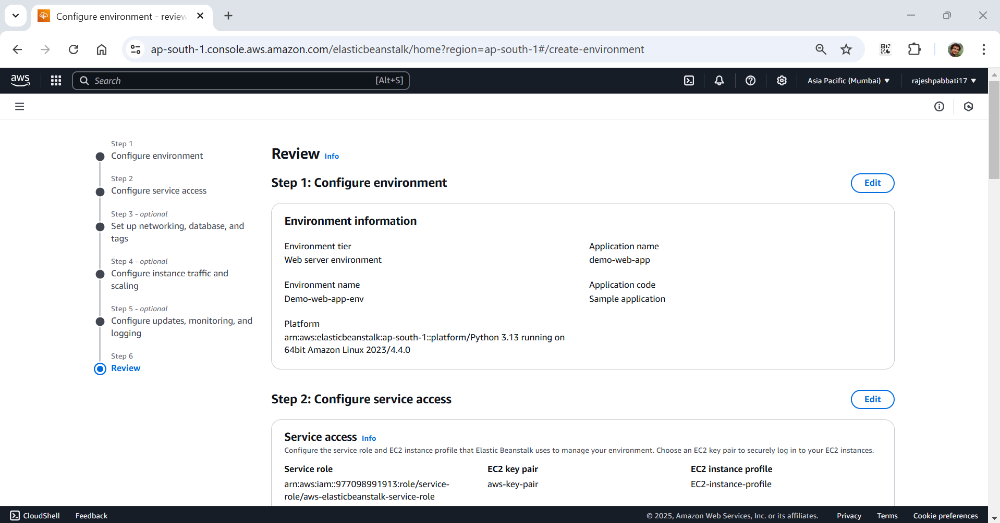 Configure environment - review
ap-south-1.console.aws.amazon.com/elasticbeanstalk/home?region=ap-south-1#/create-environment
aws
Search
[Alt+S]
Asia Pacific (Mumbai) ▼
rajeshpabbati17 ▼
Step 1
Configure environment
Step 2
Configure service access
Step 3 - optional
Set up networking, database, and
tags
Step 4 - optional
Configure instance traffic and
scaling
Step 5 - optional
Configure updates, monitoring, and
logging
Step 6
Review
Review Info
Step 1: Configure environment
Edit
Environment information
Environment tier
Web server environment
Application name
demo-web-app
Environment name
Demo-web-app-env
Application code
Sample application
Platform
arn:aws:elasticbeanstalk:ap-south-1::platform/Python 3.13 running on
64bit Amazon Linux 2023/4.4.0
Step 2: Configure service access
Edit
Service access Info
Configure the service role and EC2 instance profile that Elastic Beanstalk uses to manage your environment. Choose an EC2 key pair to securely log in to your EC2 instances.
Service role
arn:aws:iam::977098991913:role/service-
role/aws-elasticbeanstalk-service-role
EC2 key pair
aws-key-pair
EC2 instance profile
EC2-instance-profile
CloudShell
Feedback
© 2025, Amazon Web Services, Inc. or its affiliates.
Privacy
Terms
Cookie preferences